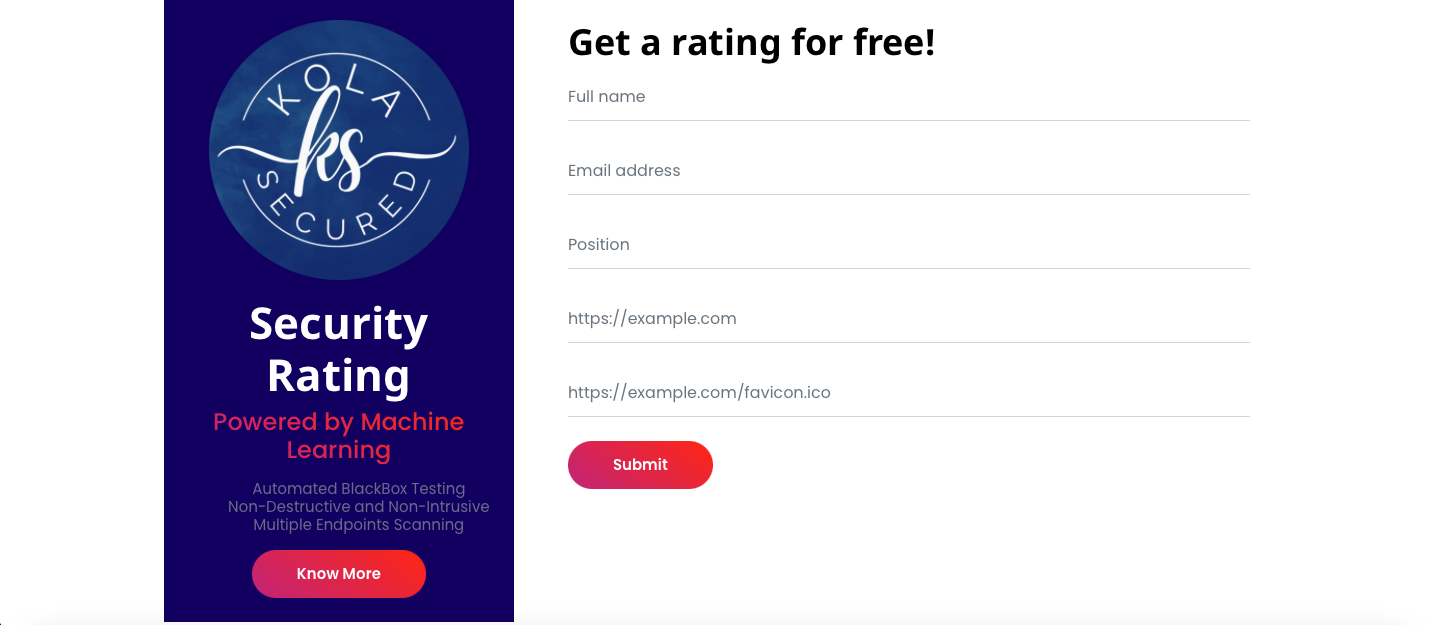 KOLA
ks
SECURED
Security
Rating
Powered by Machine
Learning
Automated BlackBox Testing
Non-Destructive and Non-Intrusive
Multiple Endpoints Scanning
Know More
Get a rating for free!
Full name
Email address
Position
https://example.com
https://example.com/favicon.ico
Submit